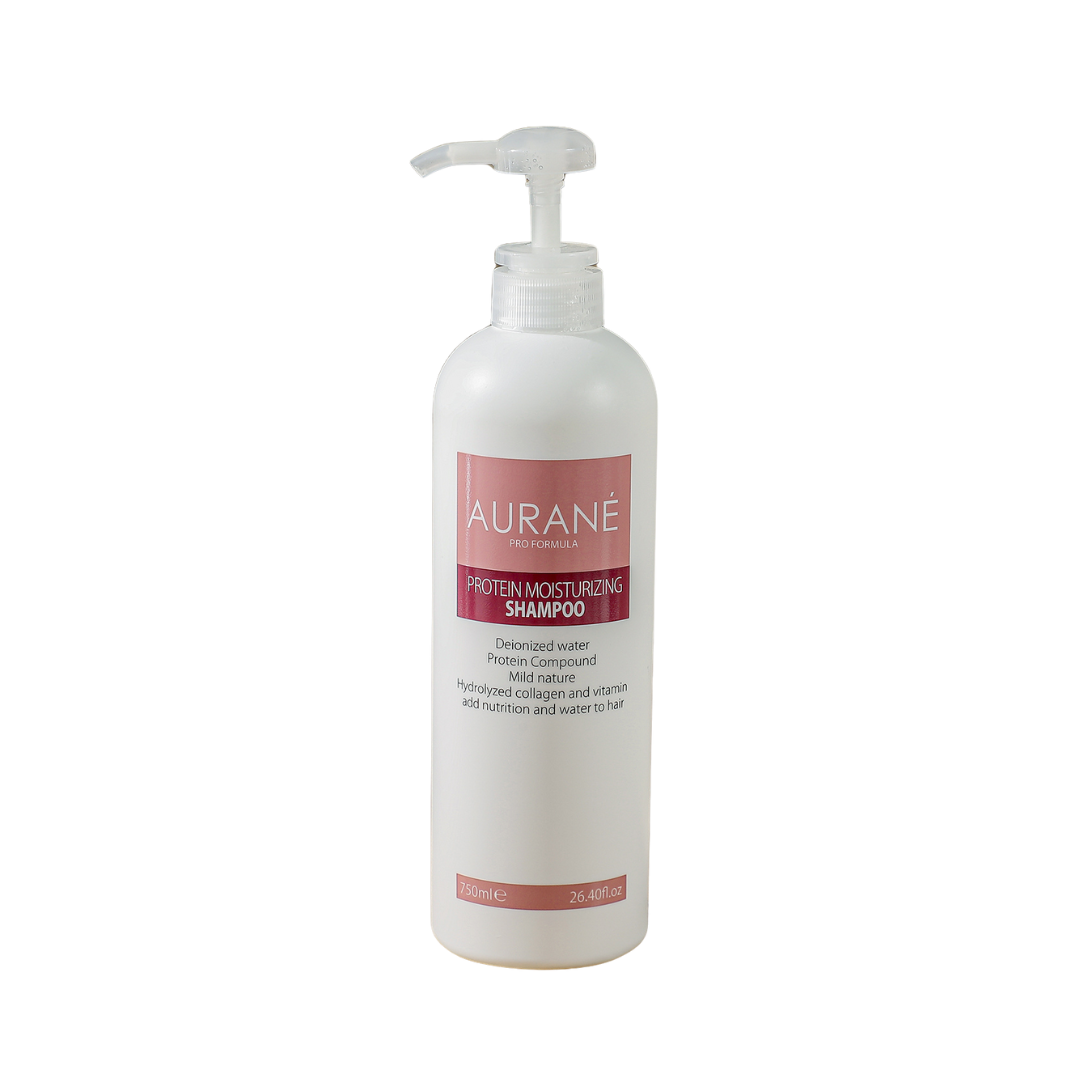 AURANÉ
PRO FORMULA
PROTEIN MOISTURIZING
SHAMPOO
Deionized water
Protein Compound
Mild nature
Hydrolyzed collagen and vitamin
add nutrition and water to hair
750ml℮ 26.40fl.oz